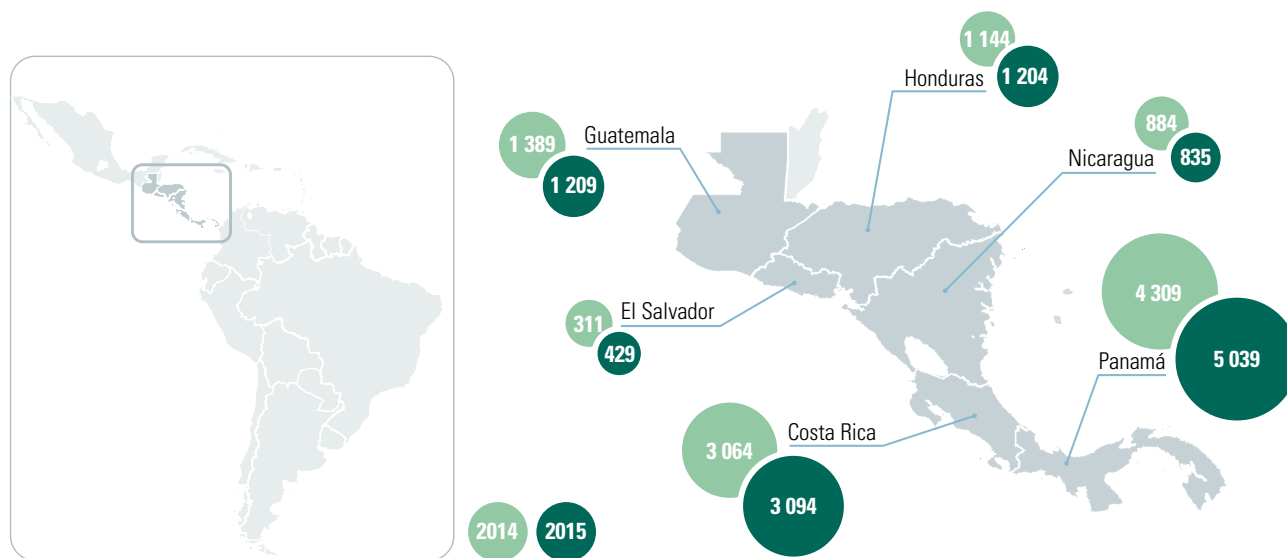 1 144
Honduras
1 204
1 389
Guatemala
1 209
884
Nicaragua
835
4 309
Panamá
5 039
311
El Salvador
429
3 064
Costa Rica
3 094
2014
2015